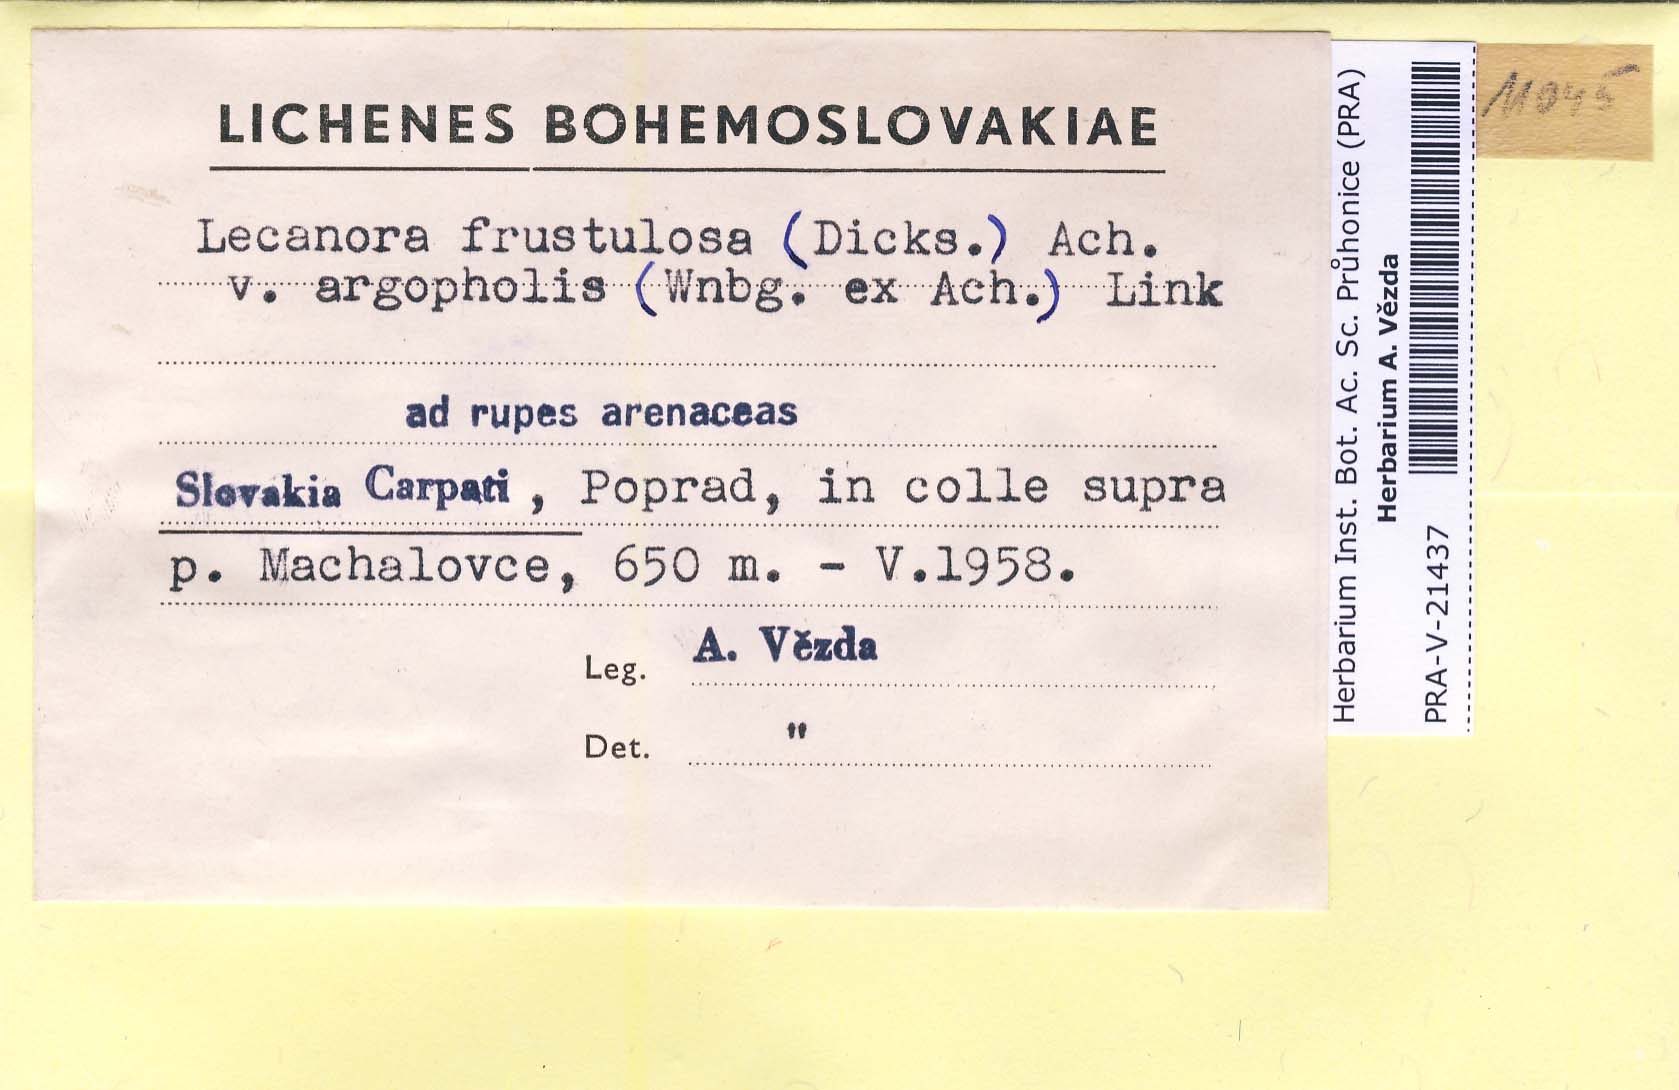 LICHENES BOHEMOSLOVAKIAE
Lecanora frustulosa (Dicks.) Ach.
v. argopholis (Wnbg. ex Ach.) Link
ad rupes arenaceas
Slovakia Carpati, Poprad, in colle supra
p. Machalovce, 650 m. - V.1958.
Leg. A. Vězda
Det. "
Herbarium Inst. Bot. Ac. Sc. Průhonice (PRA)
Herbarium A. Vězda
PRA-V-21437
11045